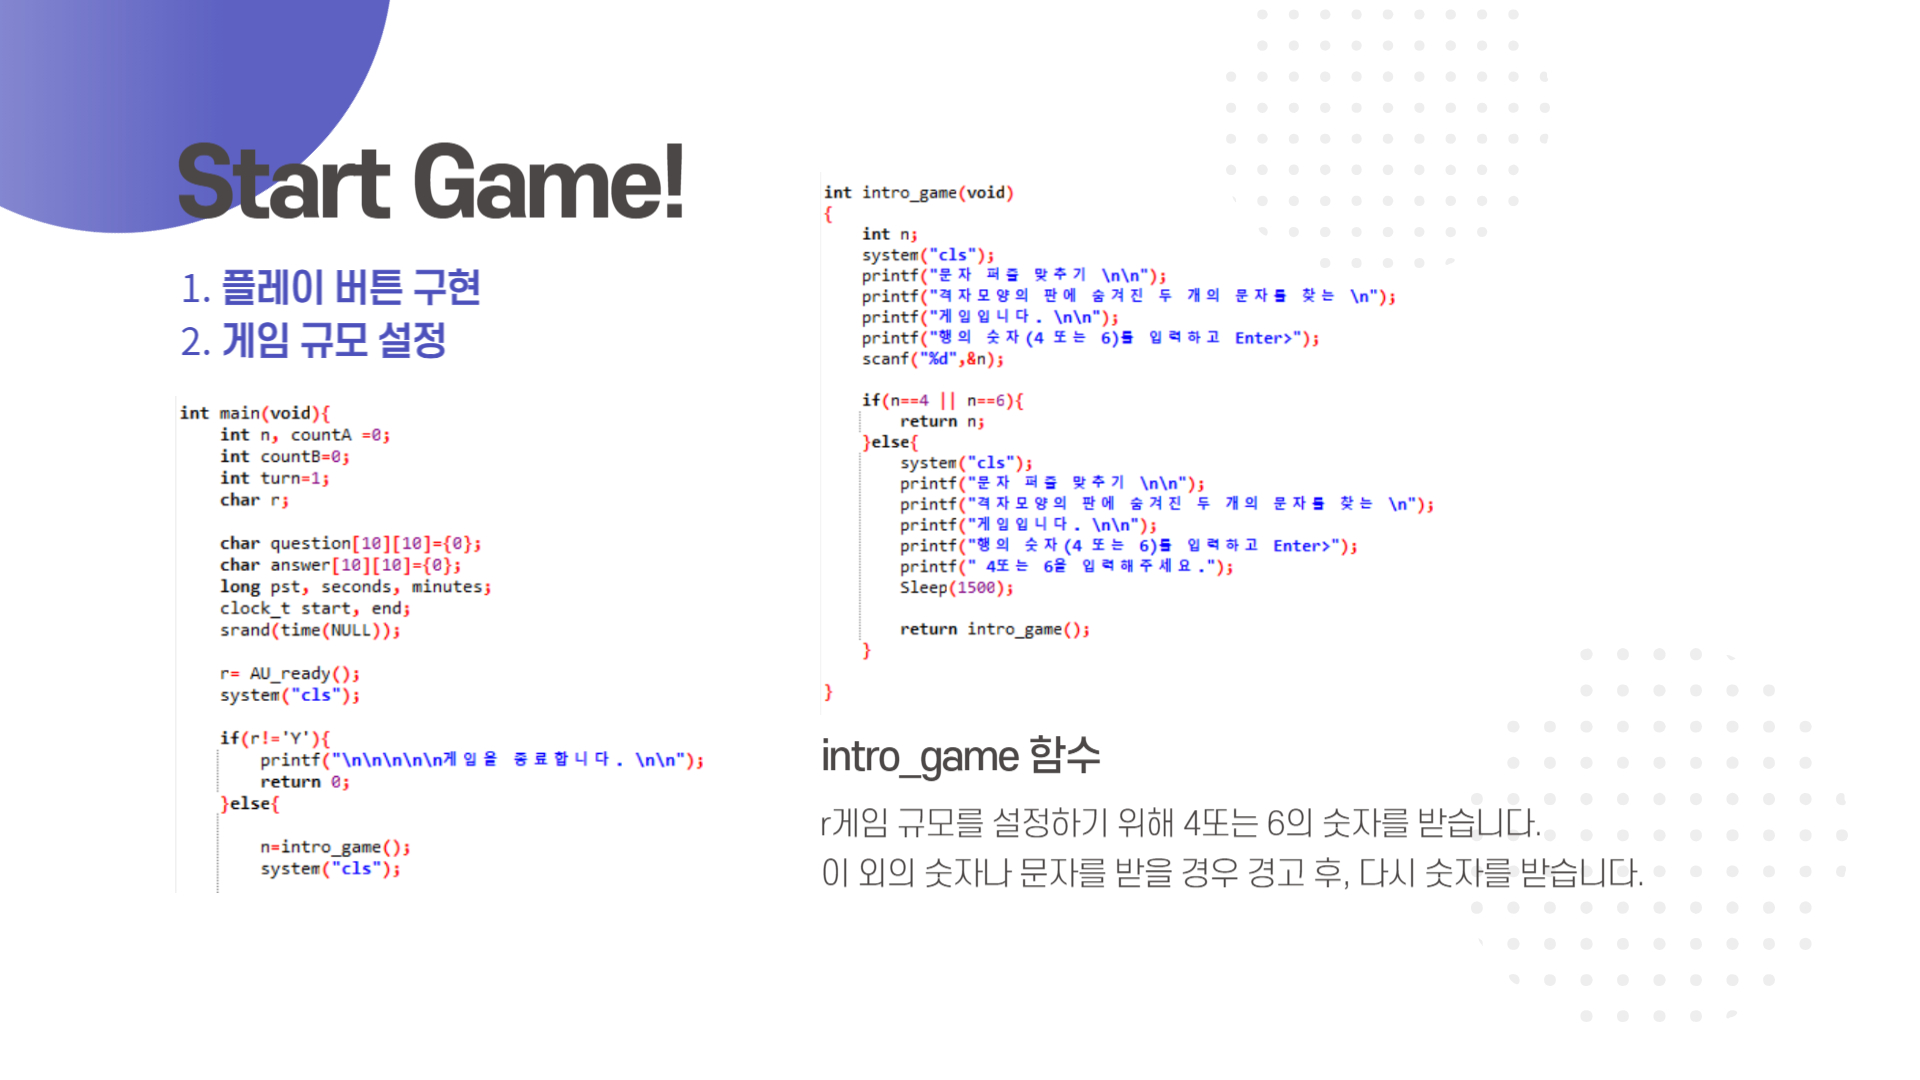 Start Game!
1. 플레이 버튼 구현
2. 게임 규모 설정
int main(void){
    int n, countA =0;
    int countB=0;
    int turn=1;
    char r;

    char question[10][10]={0};
    char answer[10][10]={0};
    long pst, seconds, minutes;
    clock_t start, end;
    srand(time(NULL));

    r= AU_ready();
    system("cls");

    if(r!='Y'){
        printf("\n\n\n\n\n게임을 종료합니다. \n\n");
        return 0;
    }else{

        n=intro_game();
        system("cls");
int intro_game(void)
{
    int n;
    system("cls");
    printf("문자 퍼즐 맞추기 \n\n");
    printf("격자모양의 판에 숨겨진 두 개의 문자를 찾는 \n");
    printf("게임입니다. \n\n");
    printf("행의 숫자(4 또는 6)를 입력하고 Enter>");
    scanf("%d",&n);

    if(n==4 || n==6){
        return n;
    }else{
        system("cls");
        printf("문자 퍼즐 맞추기 \n\n");
        printf("격자모양의 판에 숨겨진 두 개의 문자를 찾는 \n");
        printf("게임입니다. \n\n");
        printf("행의 숫자(4 또는 6)를 입력하고 Enter>");
        printf(" 4또는 6을 입력해주세요.");
        Sleep(1500);

        return intro_game();
    }

}
intro_game 함수
r게임 규모를 설정하기 위해 4또는 6의 숫자를 받습니다.
이 외의 숫자나 문자를 받을 경우 경고 후, 다시 숫자를 받습니다.